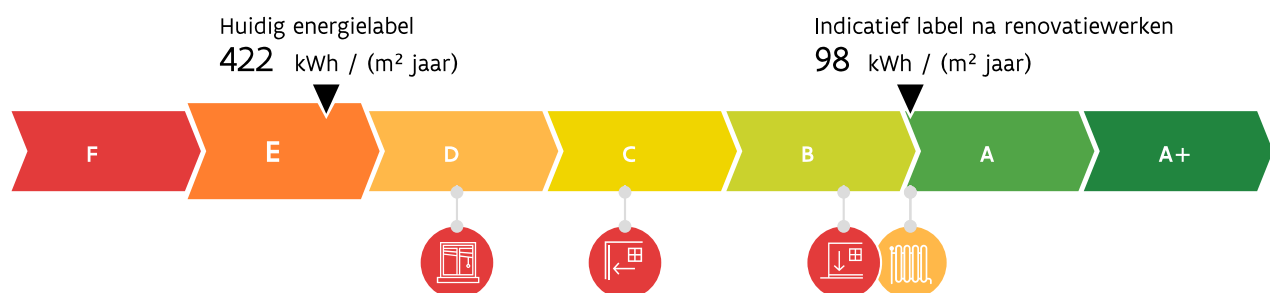 Huidig energielabel
422 kWh / (m² jaar)
Indicatief label na renovatiewerken
98 kWh / (m² jaar)
F E D C B A A+